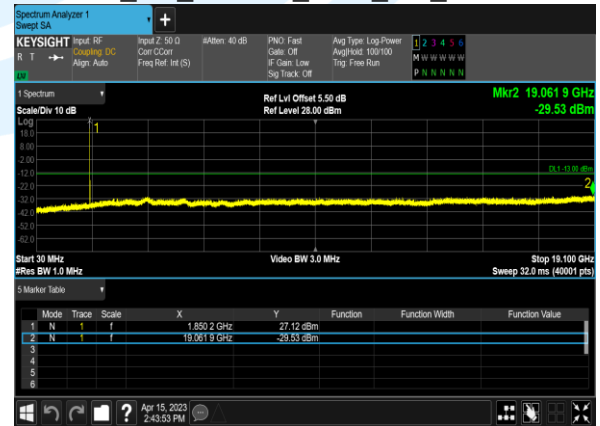 Spectrum Analyzer 1
Swept SA
+
KEYSIGHT Input: RF Input Z: 50 Ω #Atten: 40 dB PNO: Fast Avg Type: Log-Power 1 2 3 4 5 6
R T Coupling: DC Corr CCorr Gate: Off Avg|Hold: 100/100 M W W W W W
Align: Auto Freq Ref: Int (S) IF Gain: Low Trig: Free Run
LU Sig Track: Off P N N N N N
1 Spectrum Ref Lvl Offset 5.50 dB Mkr2 19.061 9 GHz
Scale/Div 10 dB Ref Level 28.00 dBm -29.53 dBm
Log
18.0 1
8.00
-2.00
-12.0 DL1 -13.00 dBm
-22.0 2
-32.0
-42.0
-52.0
-62.0
Start 30 MHz Video BW 3.0 MHz Stop 19.100 GHz
#Res BW 1.0 MHz Sweep 32.0 ms (40001 pts)
5 Marker Table
Mode Trace Scale X Y Function Function Width Function Value
1 N 1 f 1.850 2 GHz 27.12 dBm
2 N 1 f 19.061 9 GHz -29.53 dBm
3
4
5
6
? Apr 15, 2023
2:43:53 PM